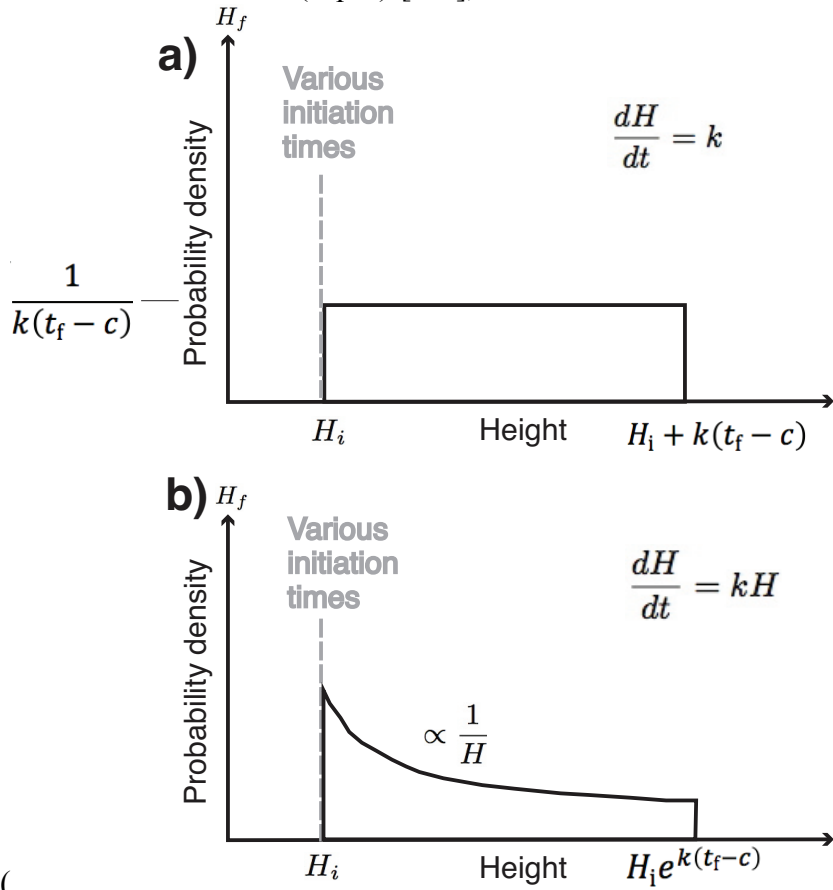 H_f
a)
Various
initiation
times
dH/dt = k
Probability density
1/k(t_f − c)
H_i
Height
H_i + k(t_f − c)
b)
H_f
Various
initiation
times
dH/dt = kH
Probability density
∝ 1/H
H_i
Height
H_i e^{k(t_f−c)}
(